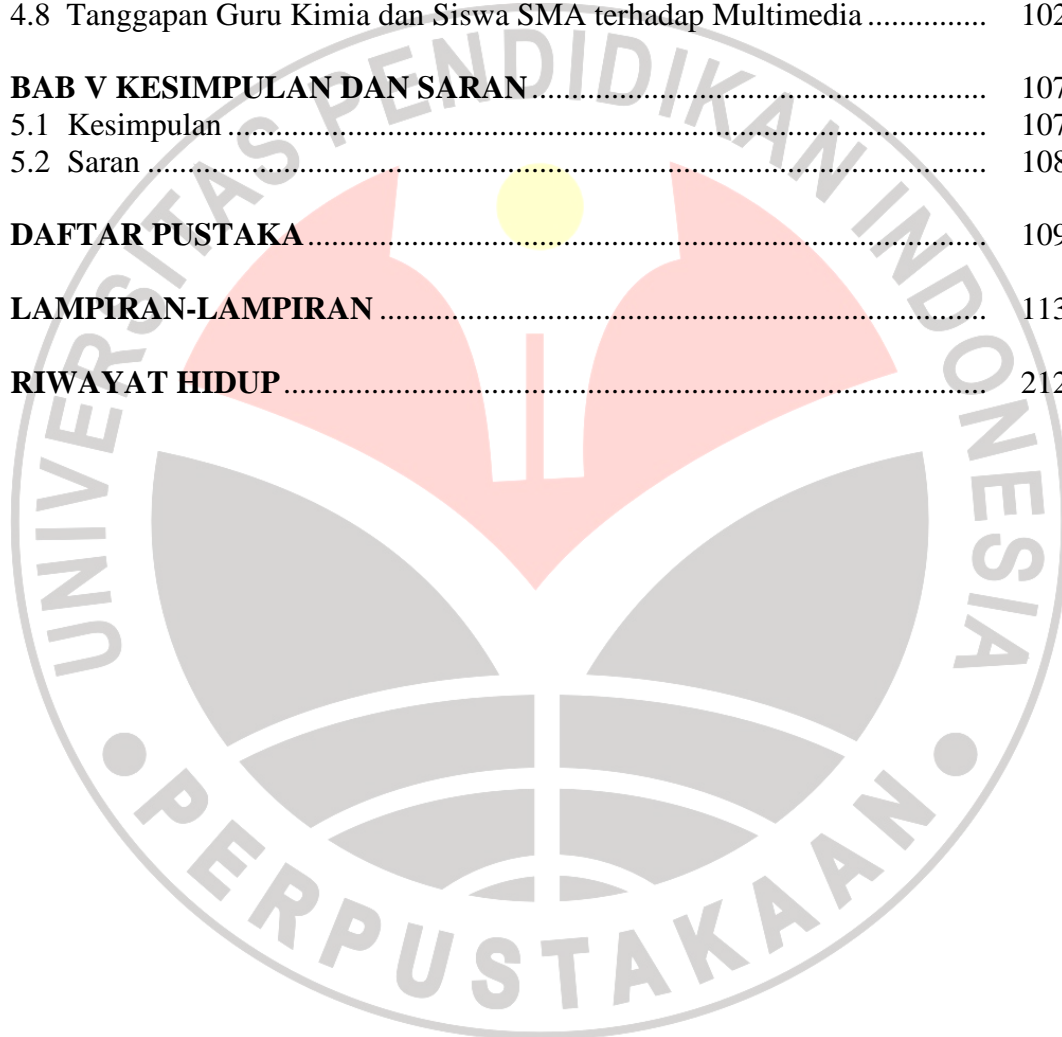 4.8 Tanggapan Guru Kimia dan Siswa SMA terhadap Multimedia ............... 102
BAB V KESIMPULAN DAN SARAN ................................................ 107
5.1 Kesimpulan ................................................................................ 107
5.2 Saran ......................................................................................... 108
DAFTAR PUSTAKA ........................................................................ 109
LAMPIRAN-LAMPIRAN ................................................................ 113
RIWAYAT HIDUP .......................................................................... 212
UNIVERSITAS PENDIDIKAN INDONESIA
PERPUSTAKAAN